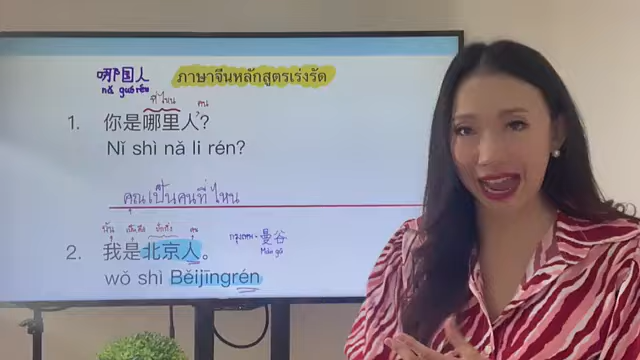 哪国人 ภาษาจีนหลักสูตรเร่งรัด
nǎ guó rén
ที่ไหน คน
1. 你是哪里人?
Nǐ shì nǎ li rén?
คุณเป็นคนที่ไหน
ฉัน เป็น,คือ ปักกิ่ง คน
2. 我是北京人。 กรุงเทพ - 曼谷
Màn gǔ
wǒ shì Běijīngrén